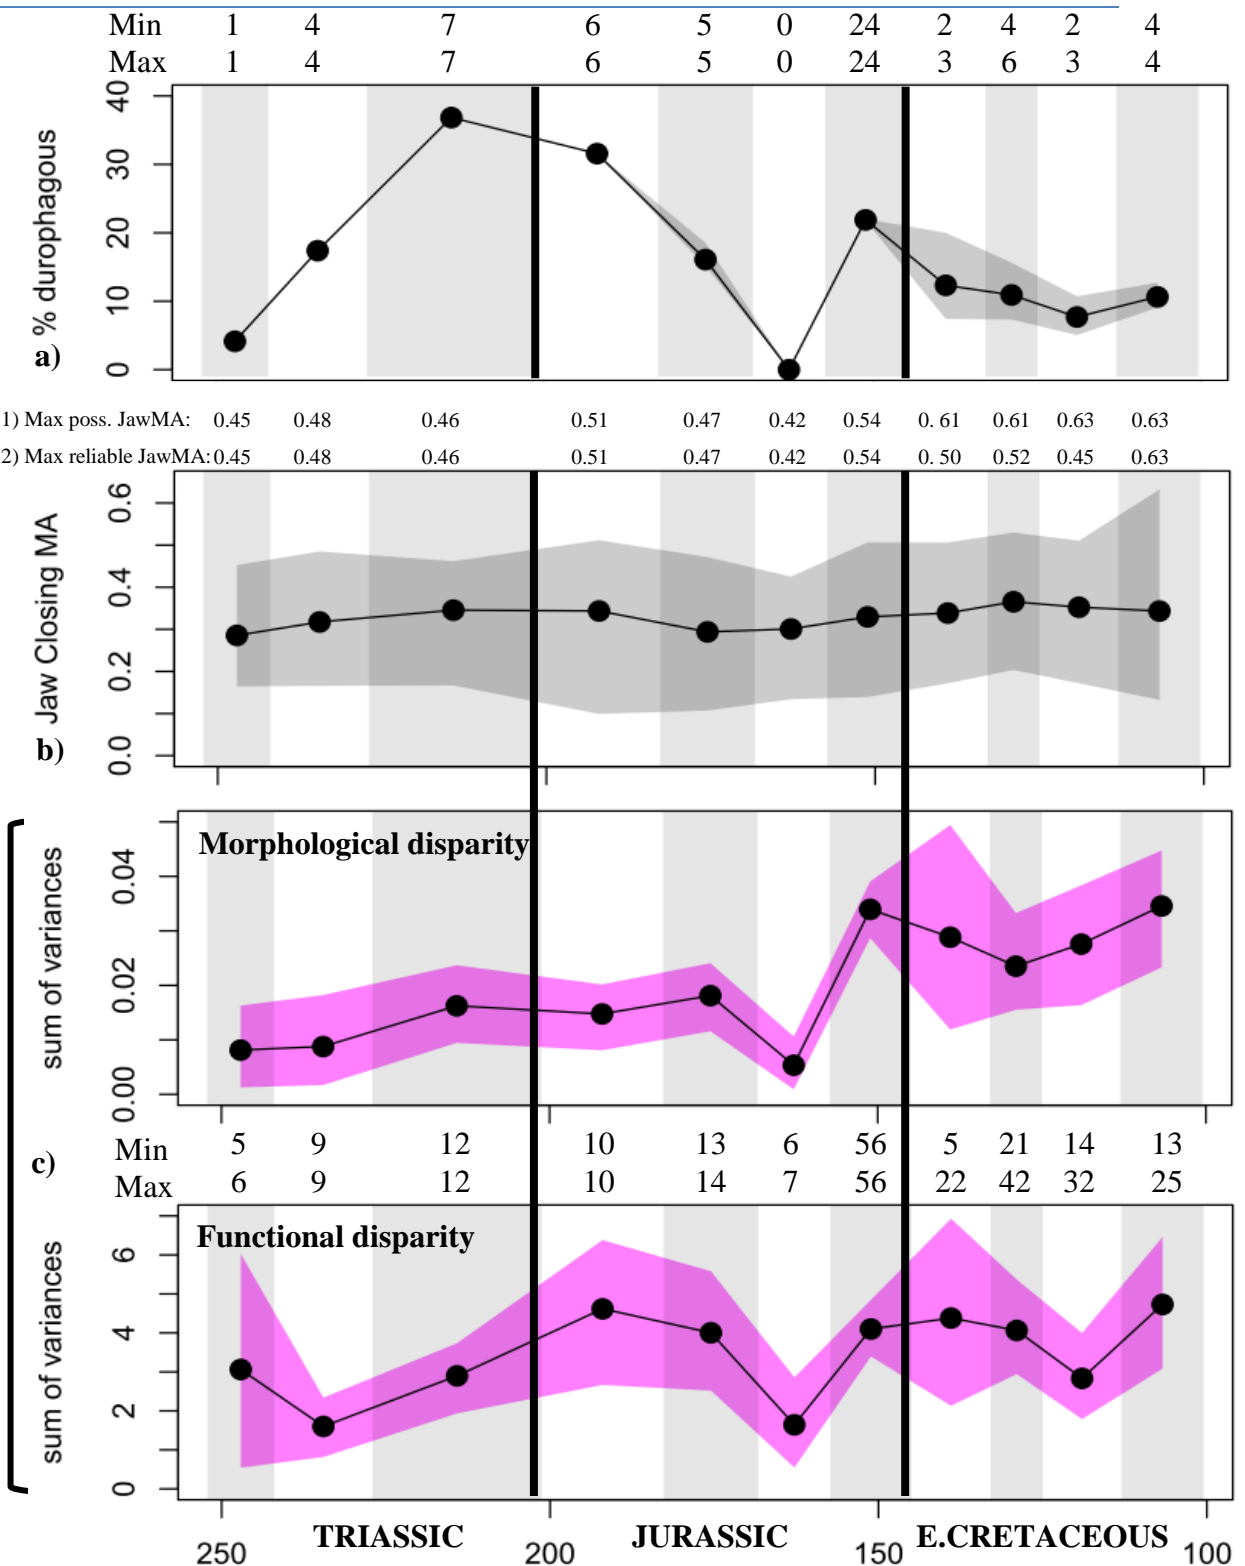 Min 1 4 7 6 5 0 24 2 4 2 4
Max 1 4 7 6 5 0 24 3 6 3 4
40
30
20
10
0
% durophagous
a)
1) Max poss. JawMA: 0.45 0.48 0.46 0.51 0.47 0.42 0.54 0. 61 0.61 0.63 0.63
2) Max reliable JawMA: 0.45 0.48 0.46 0.51 0.47 0.42 0.54 0. 50 0.52 0.45 0.63
0.6
0.4
0.2
0.0
Jaw Closing MA
b)
Morphological disparity
0.04
0.02
0.00
sum of variances
c)
Min 5 9 12 10 13 6 56 5 21 14 13
Max 6 9 12 10 14 7 56 22 42 32 25
Functional disparity
6
4
2
0
sum of variances
TRIASSIC JURASSIC E.CRETACEOUS
250 200 150 100